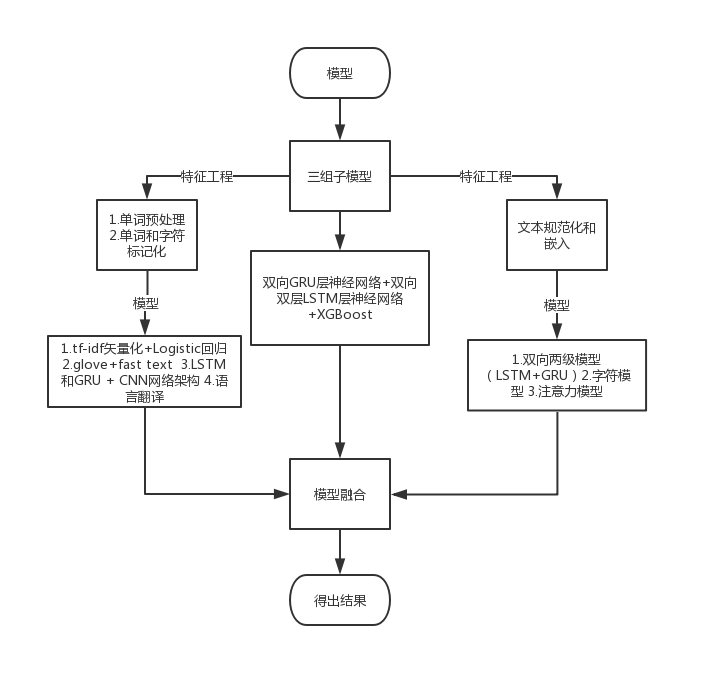 模型
特征工程
三组子模型
特征工程
1.单词预处理
2.单词和字符
标记化
文本规范化和
嵌入
双向GRU层神经网络+双向
双层LSTM层神经网络
+XGBoost
模型
模型
1.tf-idf矢量化+Logistic回归
2.glove+fast text  3.LSTM
和GRU + CNN网络架构 4.语
言翻译
1.双向两级模型
（LSTM+GRU）2.字符模
型 3.注意力模型
模型融合
得出结果